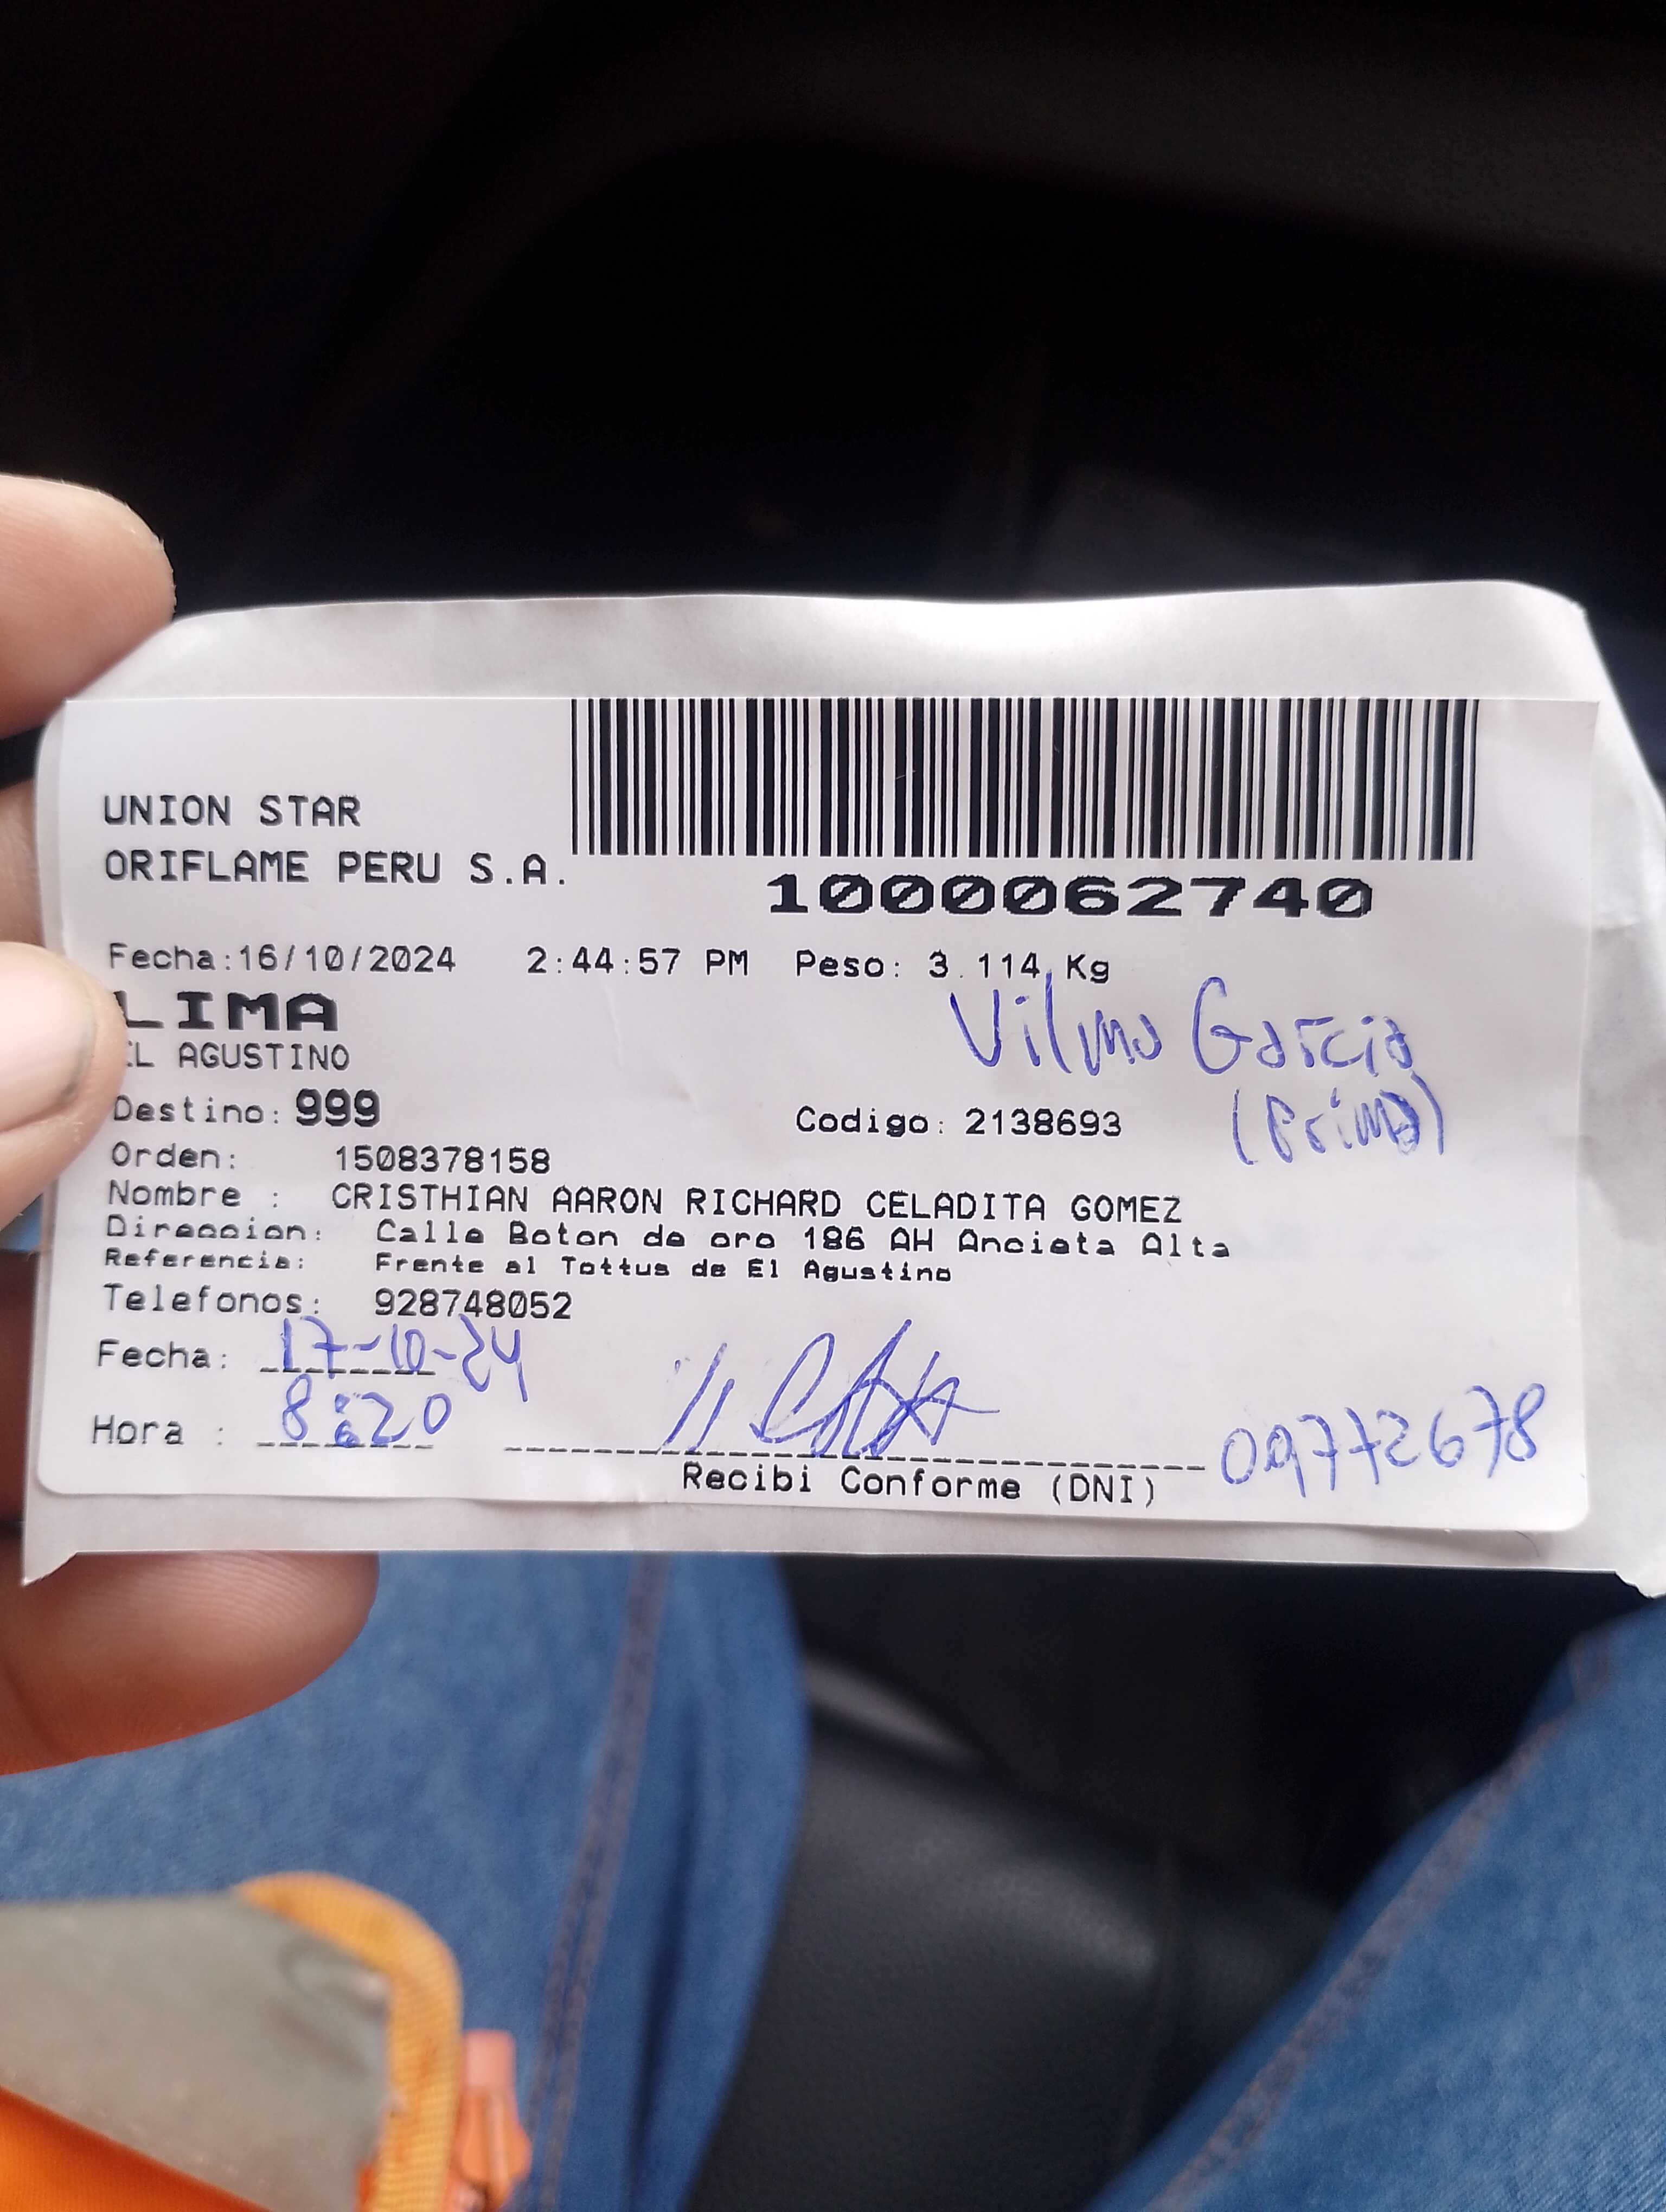 UNION STAR
ORIFLAME PERU S.A.
1000062740
Fecha:16/10/2024 2:44:57 PM Peso: 3.114 Kg
LIMA
EL AGUSTINO
Vilma Garcia
(Prima)
Destino: 999 Codigo: 2138693
Orden: 1508378158
Nombre : CRISTHIAN AARON RICHARD CELADITA GOMEZ
Direccion: Calle Boton de oro 186 AH Ancieta Alta
Referencia: Frente al Tottus de El Agustino
Telefonos: 928748052
Fecha: 17-10-24
Hora : 8:20
09772678
Recibi Conforme (DNI)